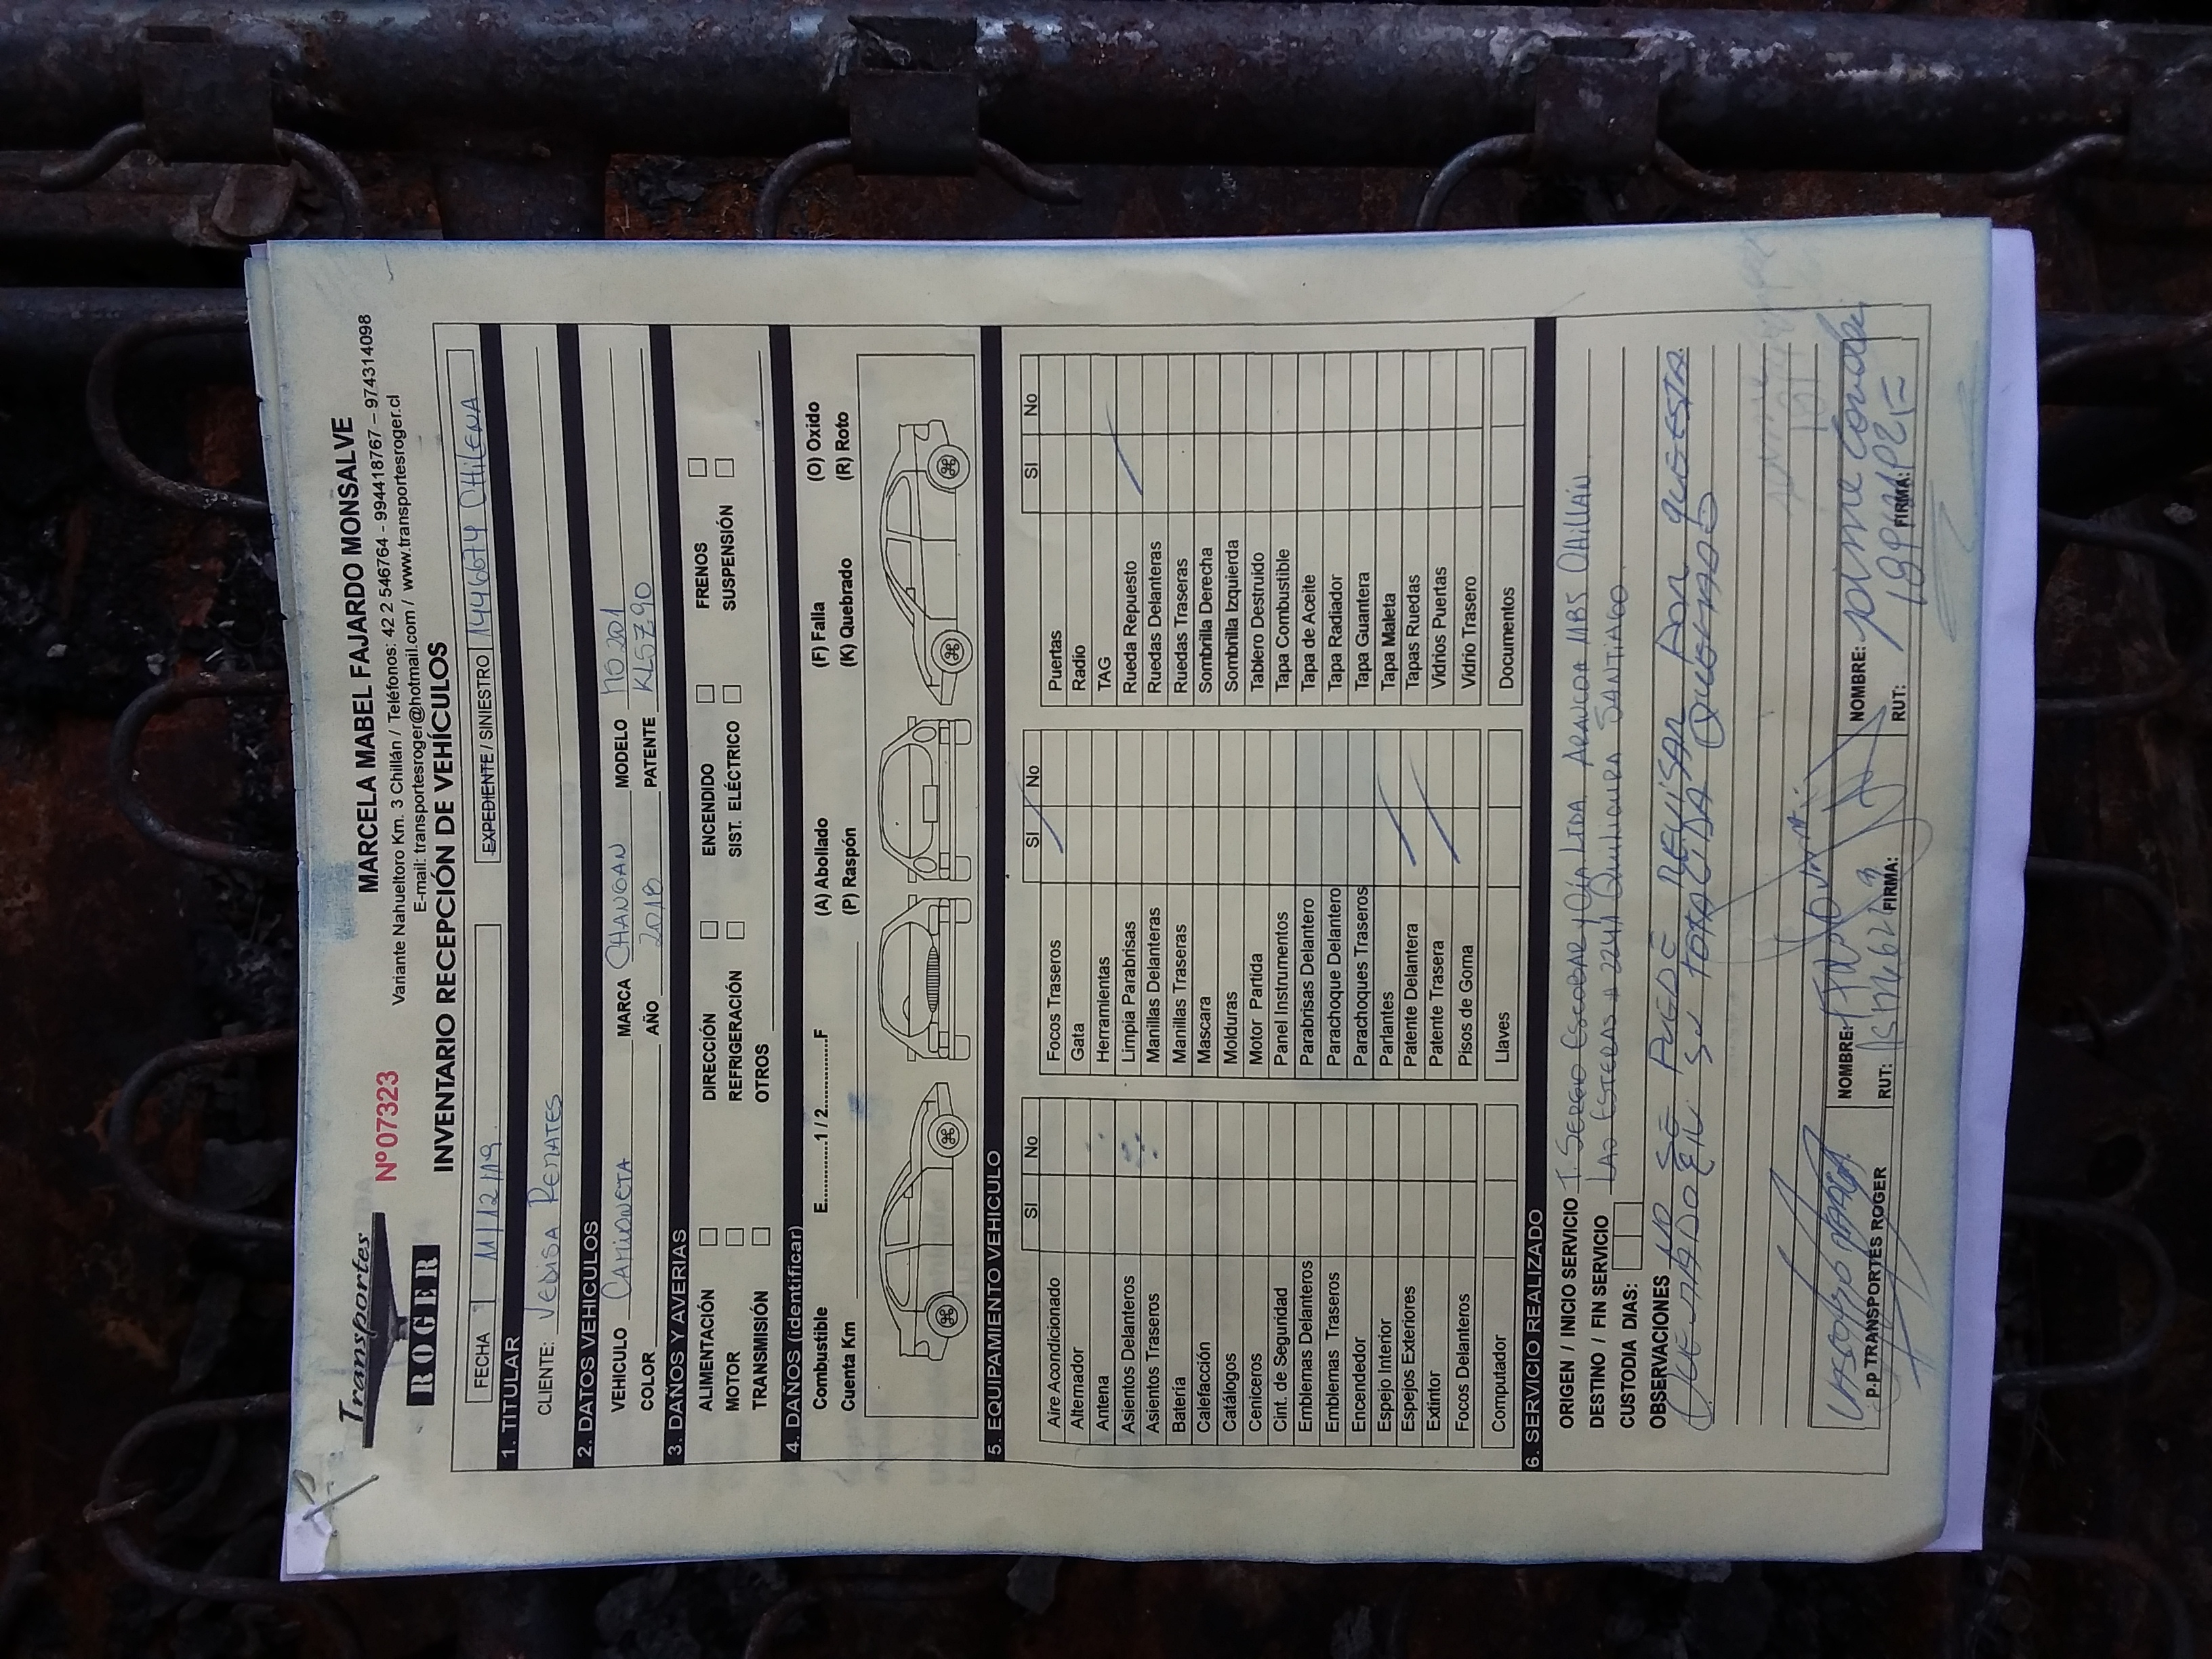 Transportes
ROGER
Nº 07323
MARCELA MABEL FAJARDO MONSALVE
Variante Nahueltoro Km. 3 Chillán / Teléfonos: 42 2 546764 - 994418767 – 974314098
E-mail: transportesroger@hotmail.com / www.transportesroger.cl
INVENTARIO RECEPCIÓN DE VEHÍCULOS
FECHA 11/12/19 EXPEDIENTE / SINIESTRO CHILENA
1. TITULAR
CLIENTE: VEDISA REMATES
2. DATOS VEHICULOS
VEHICULO CAMIONETA MARCA CHANGAN MODELO
COLOR AÑO 2018 PATENTE
3. DAÑOS Y AVERIAS
ALIMENTACIÓN DIRECCIÓN ENCENDIDO FRENOS
MOTOR REFRIGERACIÓN SIST. ELÉCTRICO SUSPENSIÓN
TRANSMISIÓN OTROS
4. DAÑOS (identificar)
Combustible E............1 / 2............F (A) Abollado (F) Falla (O) Oxido
Cuenta Km (P) Raspón (K) Quebrado (R) Roto
5. EQUIPAMIENTO VEHICULO
SI No SI No SI No
Aire Acondicionado Focos Traseros Puertas
Alternador Gata Radio
Antena Herramientas TAG
Asientos Delanteros Limpia Parabrisas Rueda Repuesto
Asientos Traseros Manillas Delanteras Ruedas Delanteras
Batería Manillas Traseras Ruedas Traseras
Calefacción Mascara Sombrilla Derecha
Catálogos Molduras Sombrilla Izquierda
Ceniceros Motor Partida Tablero Destruido
Cint. de Seguridad Panel Instrumentos Tapa Combustible
Emblemas Delanteros Parabrisas Delantero Tapa de Aceite
Emblemas Traseros Parachoque Delantero Tapa Radiador
Encendedor Parachoques Traseros Tapa Guantera
Espejo Interior Parlantes Tapa Maleta
Espejos Exteriores Patente Delantera Tapas Ruedas
Extintor Patente Trasera Vidrios Puertas
Focos Delanteros Pisos de Goma Vidrio Trasero
Computador Llaves Documentos
6. SERVICIO REALIZADO
ORIGEN / INICIO SERVICIO T. SERGIO ESCOBAR Y CÍA LTDA. CHILLÁN
DESTINO / FIN SERVICIO LAS ESTERAS QUILICURA SANTIAGO
CUSTODIA DIAS:
OBSERVACIONES NO SE PUEDE REVISAR POR QUE ESTA
QUEMADO EN SU TOTALIDAD QUEMADO
NOMBRE: NOMBRE: Jaime
RUT: FIRMA: RUT: FIRMA:
P.P TRANSPORTES ROGER